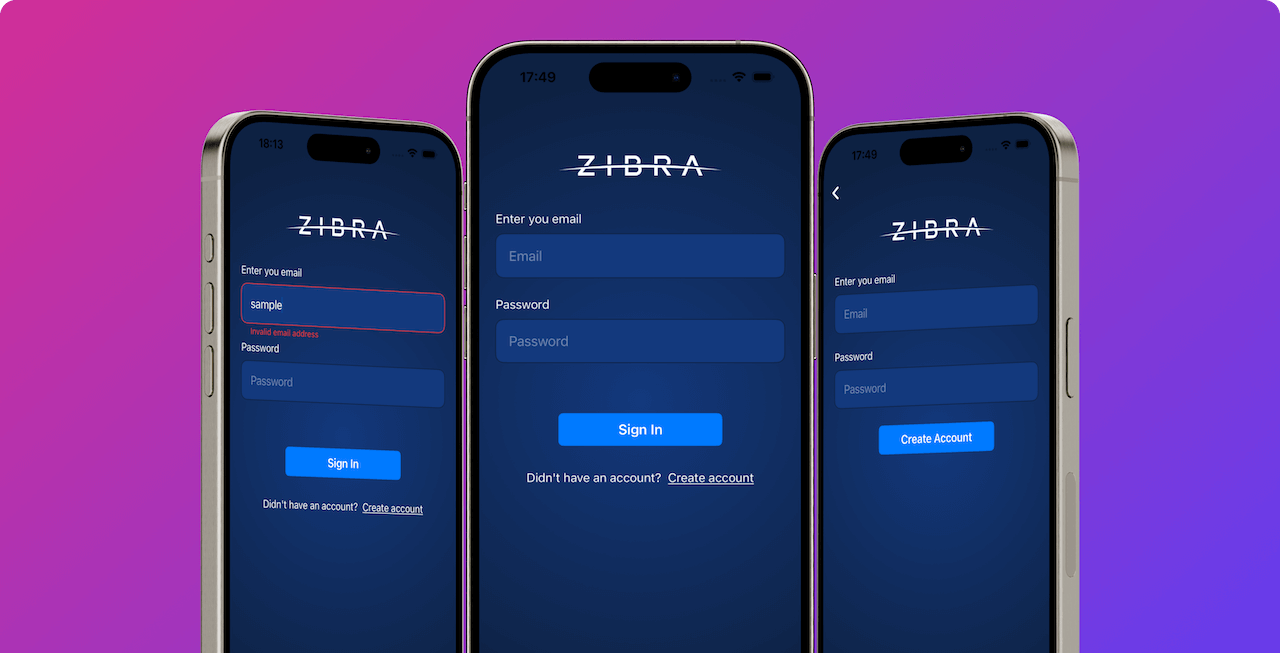 18:13
ZIBRA
Enter you email
sample
Invalid email address
Password
Password
Sign In
Didn't have an account? Create account
17:49
ZIBRA
Enter you email
Email
Password
Password
Sign In
Didn't have an account? Create account
17:49
ZIBRA
Enter you email
Email
Password
Password
Create Account